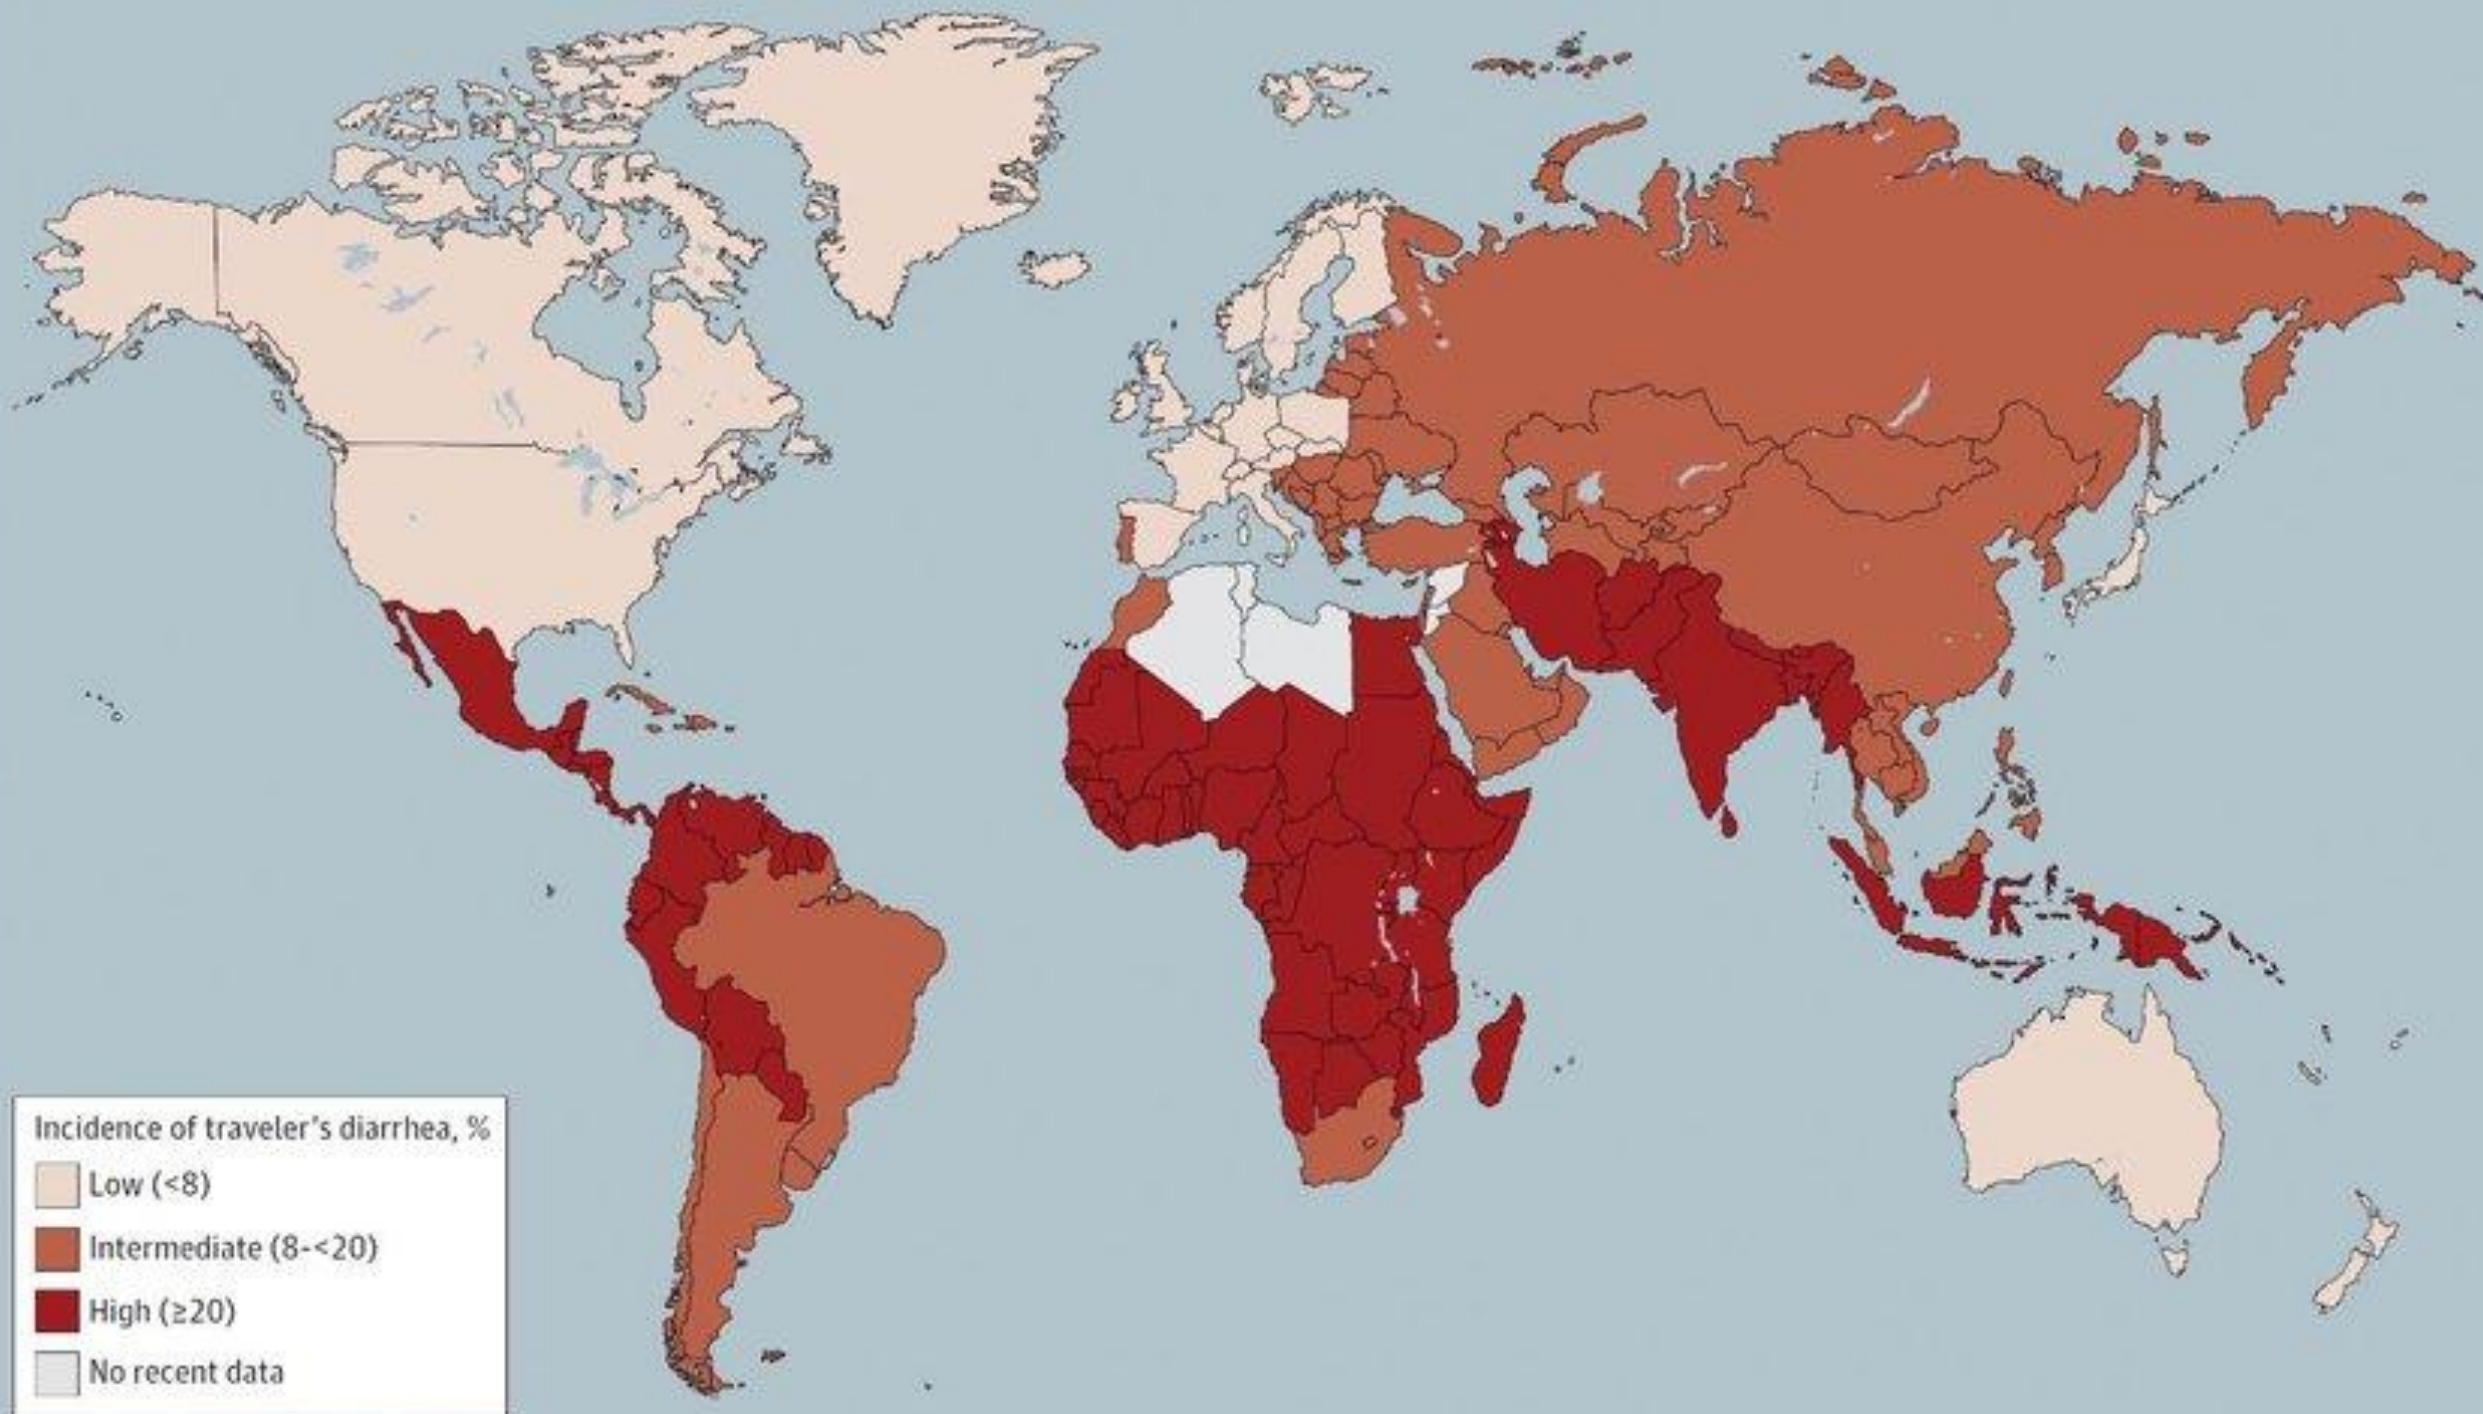 Incidence of traveler's diarrhea, %
Low (<8)
Intermediate (8-<20)
High (≥20)
No recent data